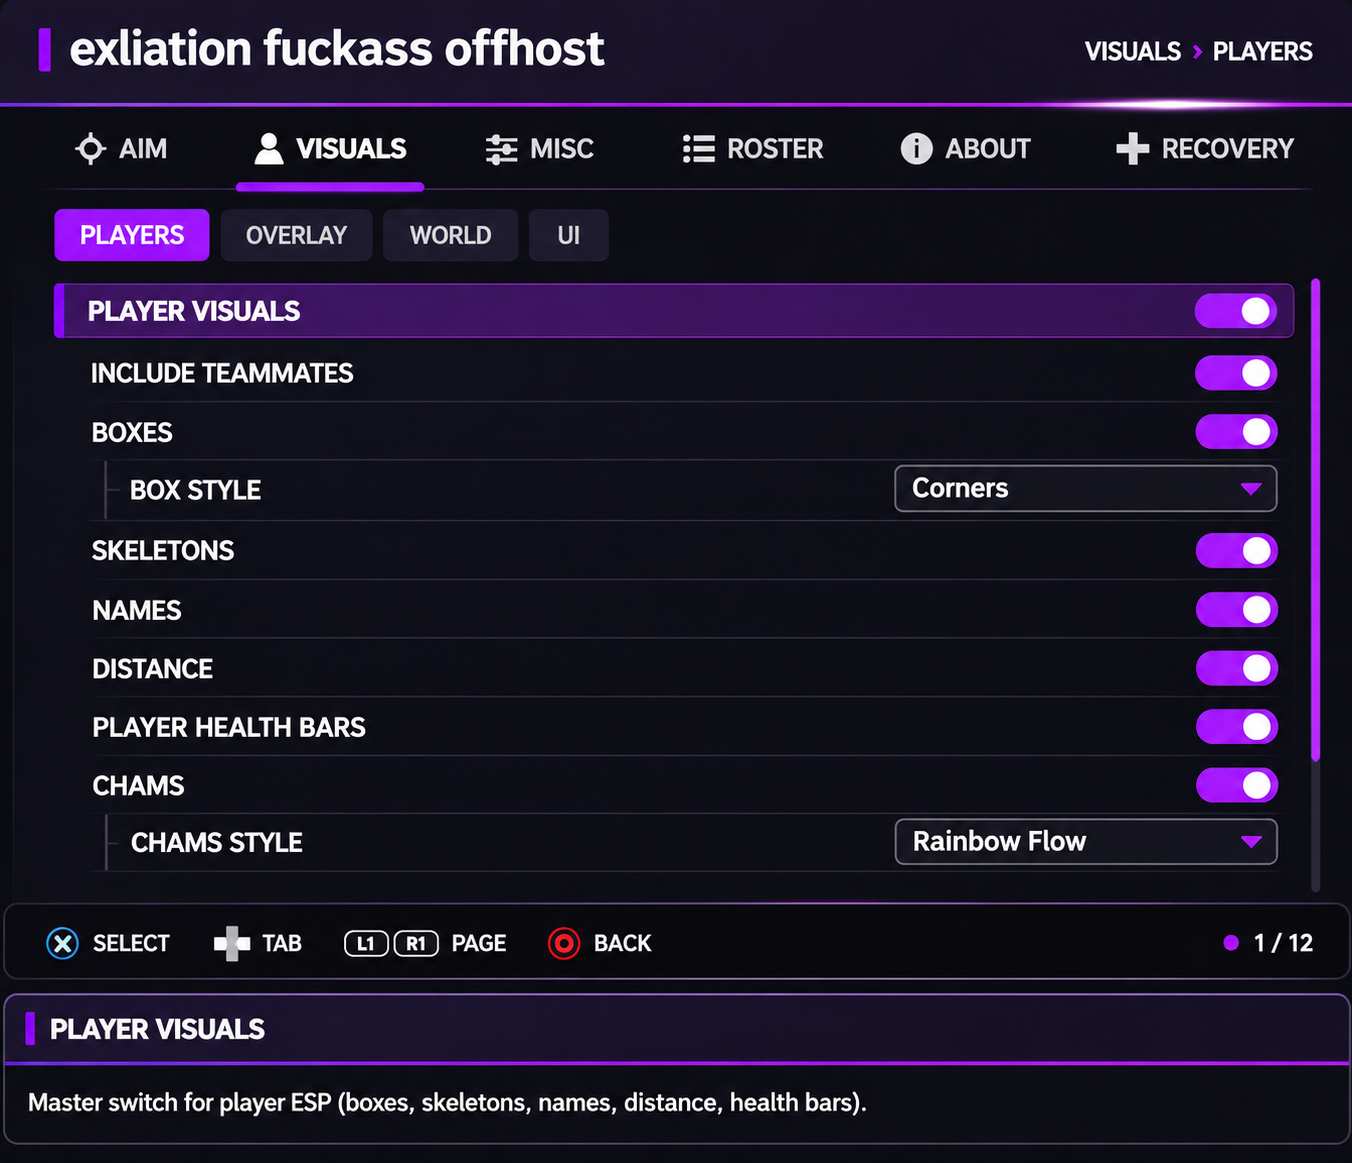 exliation fuckass offhost
VISUALS > PLAYERS
AIM
VISUALS
MISC
ROSTER
ABOUT
RECOVERY
PLAYERS
OVERLAY
WORLD
UI
PLAYER VISUALS
INCLUDE TEAMMATES
BOXES
BOX STYLE
Corners
SKELETONS
NAMES
DISTANCE
PLAYER HEALTH BARS
CHAMS
CHAMS STYLE
Rainbow Flow
SELECT
TAB
L1 R1 PAGE
BACK
1 / 12
PLAYER VISUALS
Master switch for player ESP (boxes, skeletons, names, distance, health bars).